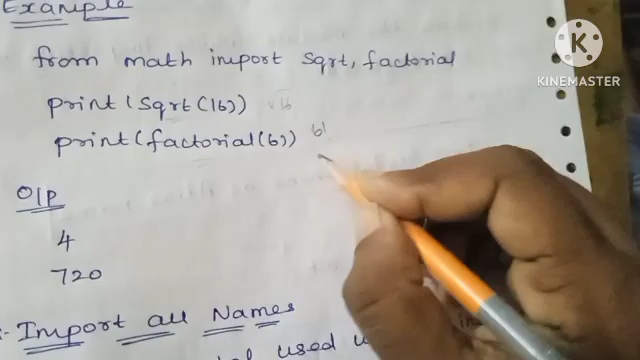 Example
from math import sqrt, factorial
print(sqrt(16)) √16
print(factorial(6)) 6!
O/P
4
720
:- Import all Names
used
K
KINEMASTER